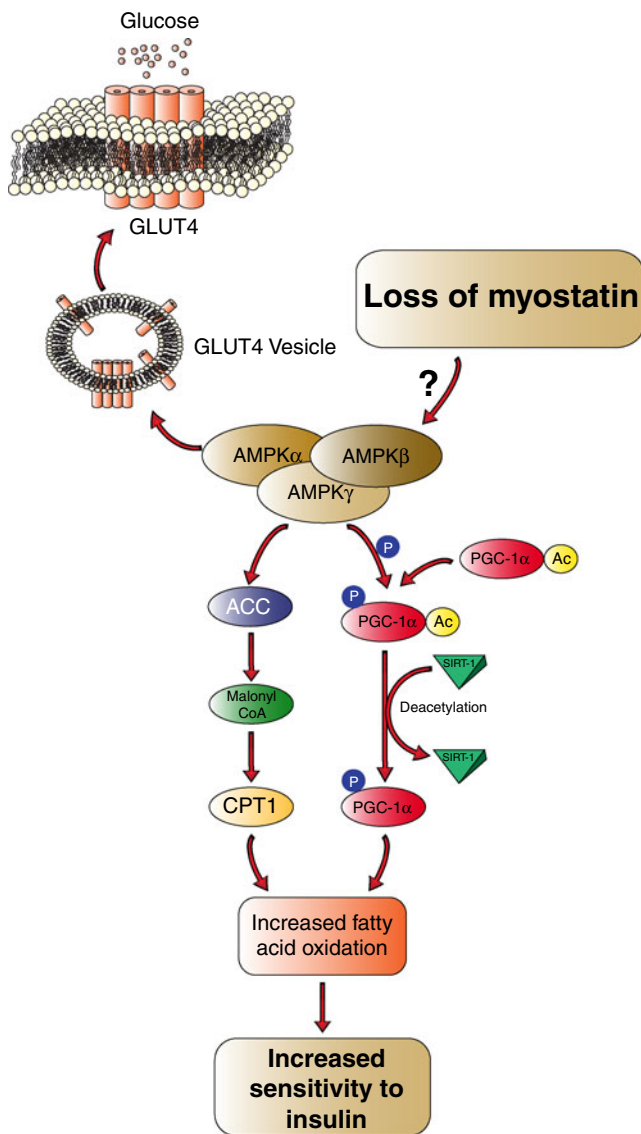 Glucose
GLUT4
Loss of myostatin
GLUT4 Vesicle
?
AMPKα
AMPKβ
AMPKγ
P
PGC-1α
Ac
P
ACC
PGC-1α
Ac
SIRT-1
Malonyl
CoA
Deacetylation
SIRT-1
P
CPT1
PGC-1α
Increased fatty
acid oxidation
Increased
sensitivity to
insulin